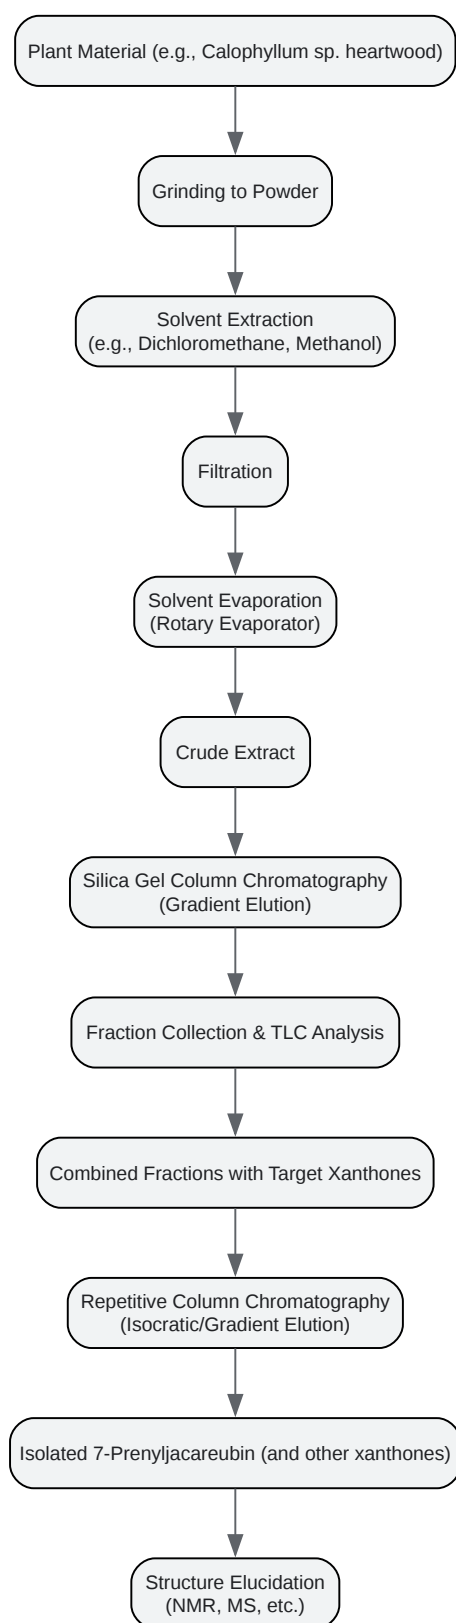 Plant Material (e.g., Calophyllum sp. heartwood)
Grinding to Powder
Solvent Extraction
(e.g., Dichloromethane, Methanol)
Filtration
Solvent Evaporation
(Rotary Evaporator)
Crude Extract
Silica Gel Column Chromatography
(Gradient Elution)
Fraction Collection & TLC Analysis
Combined Fractions with Target Xanthones
Repetitive Column Chromatography
(Isocratic/Gradient Elution)
Isolated 7-Prenyljacareubin (and other xanthones)
Structure Elucidation
(NMR, MS, etc.)